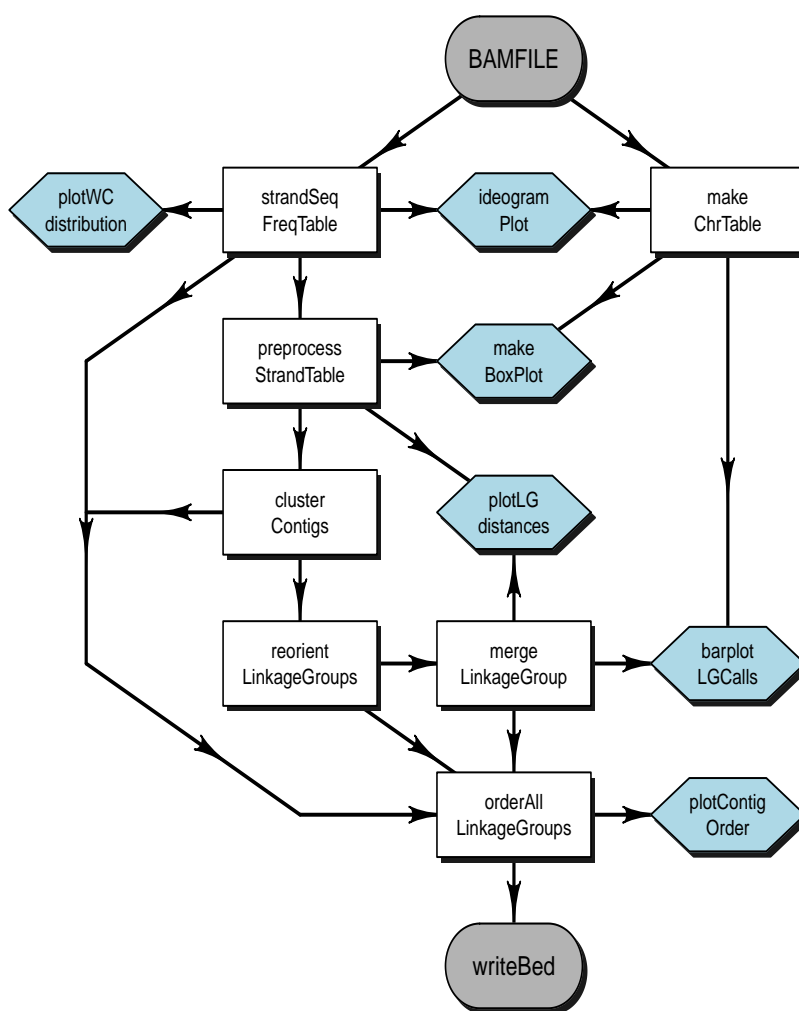 BAMFILE
plotWC
distribution
strandSeq
FreqTable
ideogram
Plot
make
ChrTable
preprocess
StrandTable
make
BoxPlot
cluster
Contigs
plotLG
distances
reorient
LinkageGroups
merge
LinkageGroup
barplot
LGCalls
orderAll
LinkageGroups
plotContig
Order
writeBed